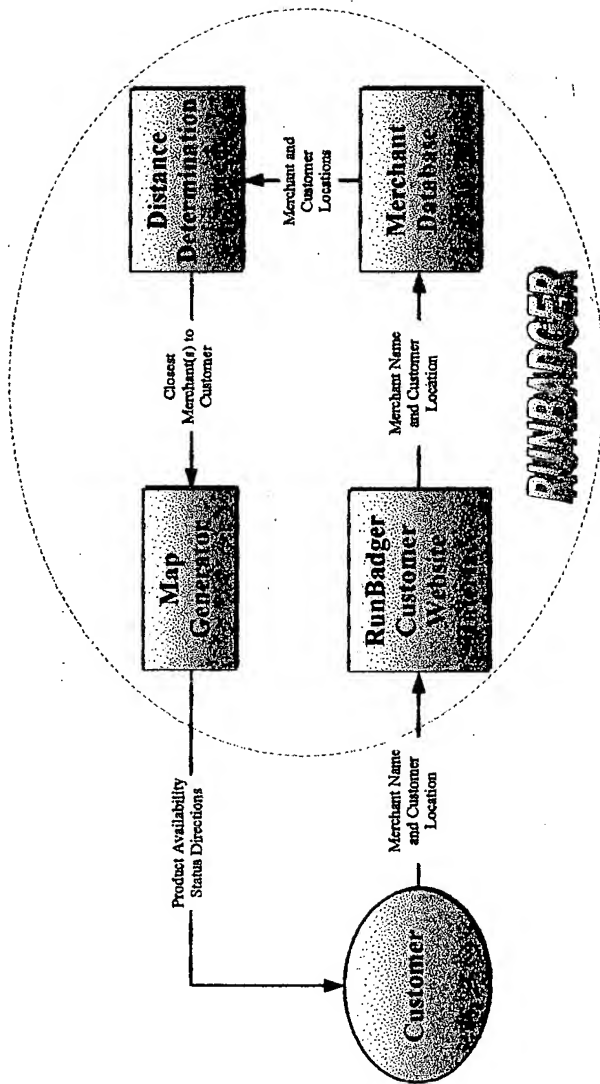 Customer
Merchant Name
and Customer
Location
RunBadger
Customer
Website
Merchant Name
and Customer
Location
Merchant
Database
Merchant and
Customer
Locations
Distance
Determination
Closest
Merchant(s) to
Customer
Map
Generator
Product Availability
Status Directions
RUNBADGER